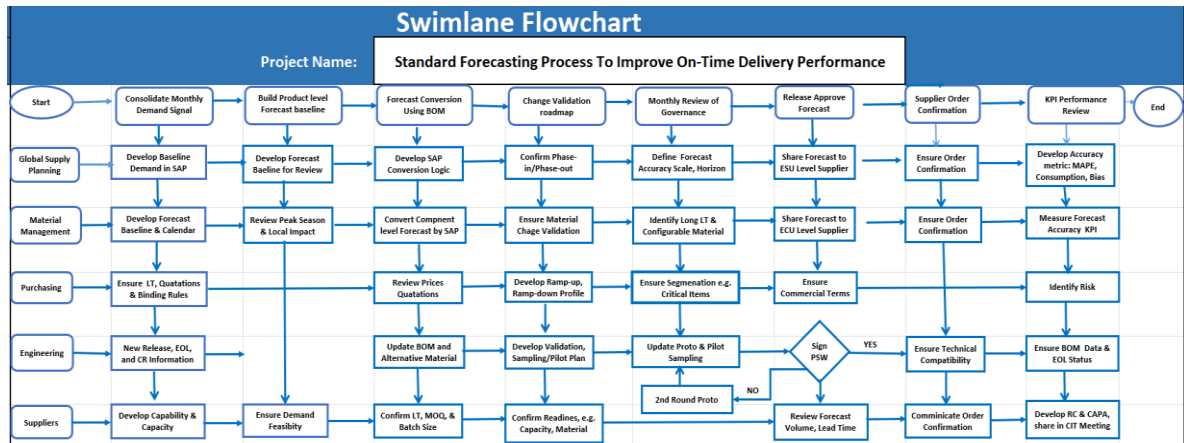 Swimlane Flowchart
Project Name:
Standard Forecasting Process To Improve On-Time Delivery Performance
Start
Consolidate Monthly
Demand Signal
Build Product level
Forecast baseline
Forecast Conversion
Using BOM
Change Validation
roadmap
Monthly Review of
Governance
Release Approve
Forecast
Supplier Order
Confirmation
KPI Performance
Review
End
Global Supply
Planning
Develop Baseline
Demand in SAP
Develop Forecast
Baeline for Review
Develop SAP
Conversion Logic
Confirm Phase-
in/Phase-out
Define Forecast
Accuracy Scale, Horizon
Share Forecast to
ESU Level Supplier
Ensure Order
Confirmation
Develop Accuracy
metric: MAPE,
Consumption, Bias
Material
Management
Develop Forecast
Baseline & Calendar
Review Peak Season
& Local Impact
Convert Compnent
level Forecast by SAP
Ensure Material
Chage Validation
Identify Long LT &
Configurable Material
Share Forecast to
ECU Level Supplier
Ensure Order
Confirmation
Measure Forecast
Accuracy KPI
Purchasing
Ensure LT, Quatations
& Binding Rules
Review Prices
Quatations
Develop Ramp-up,
Ramp-down Profile
Ensure Segmenation e.g.
Critical Items
Ensure
Commercial Terms
Identify Risk
Engineering
New Release, EOL,
and CR Information
Update BOM and
Alternative Material
Develop Validation,
Sampling/Pilot Plan
Update Proto & Pilot
Sampling
Sign
PSW
YES
Ensure Technical
Compatibility
Ensure BOM Data &
EOL Status
2nd Round Proto
NO
Suppliers
Develop Capability &
Capacity
Ensure Demand
Feasibity
Confirm LT, MOQ, &
Batch Size
Confirm Readines, e.g.
Capacity, Material
Review Forecast
Volume, Lead Time
Comminicate Order
Confirmation
Develop RC & CAPA,
share in CIT Meeting